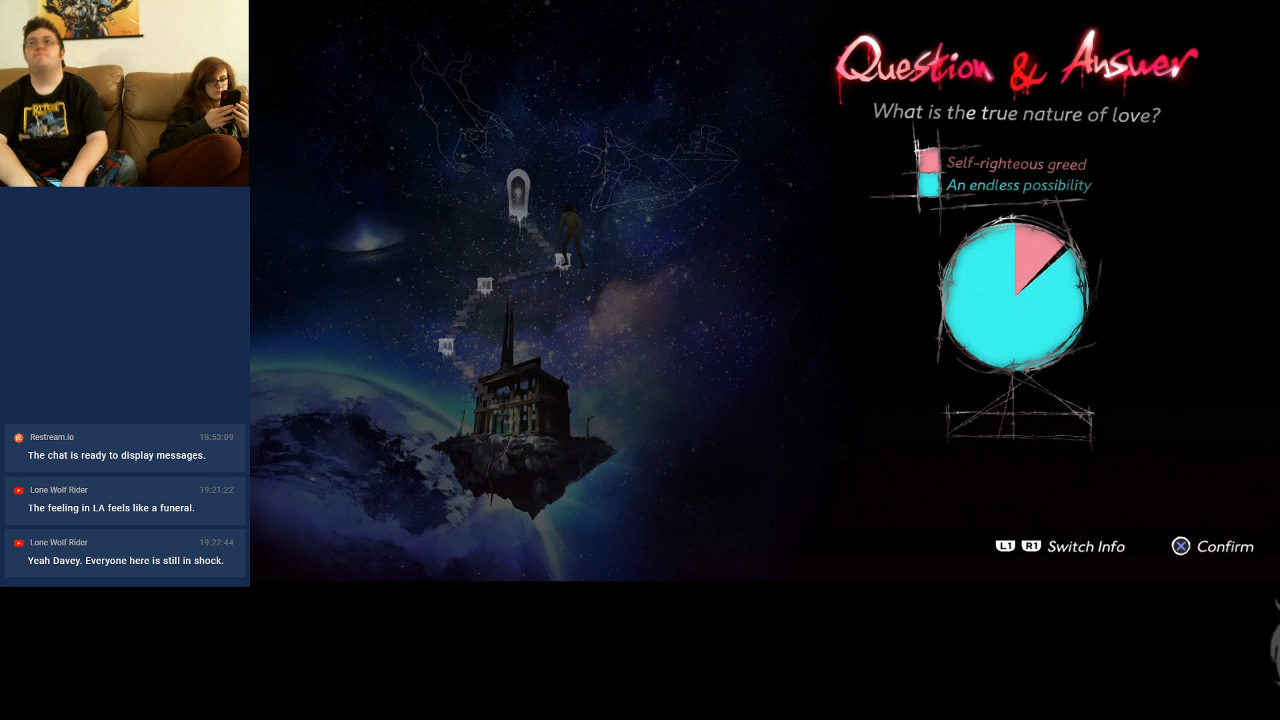 Question & Answer
What is the true nature of love?
Self-righteous greed
An endless possibility
Restream.io 18:53:09
The chat is ready to display messages.
Lone Wolf Rider 19:21:22
The feeling in LA feels like a funeral.
Lone Wolf Rider 19:22:44
Yeah Davey. Everyone here is still in shock.
L1 R1 Switch Info
Confirm